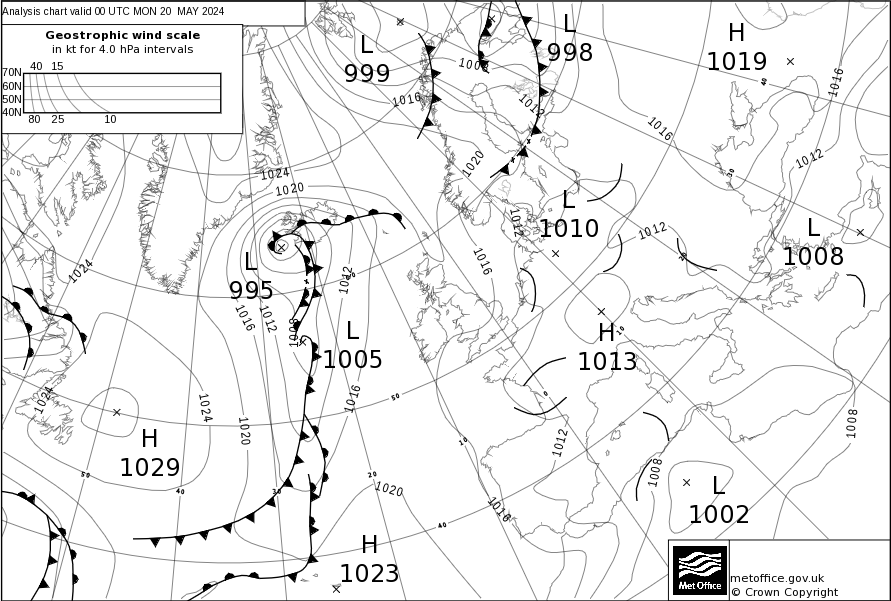 Analysis chart valid 00 UTC MON 20 MAY 2024
Geostrophic wind scale
in kt for 4.0 hPa intervals
40 15
70N
60N
50N
40N
80 25 10
L
999
L
998
H
1019
1008
1016
1012
1016
1016
1012
1020
1024
1020
L
1010
1012
1012
L
1008
1016
1024
L
995
1012
1016
1012
1008
L
1005
H
1013
1024
1024
1016
1020
H
1029
1012
1008
1008
1020
1016
L
1002
H
1023
40
30
20
10
0
50
10
20
40
50
40
30
Met Office
metoffice.gov.uk
© Crown Copyright